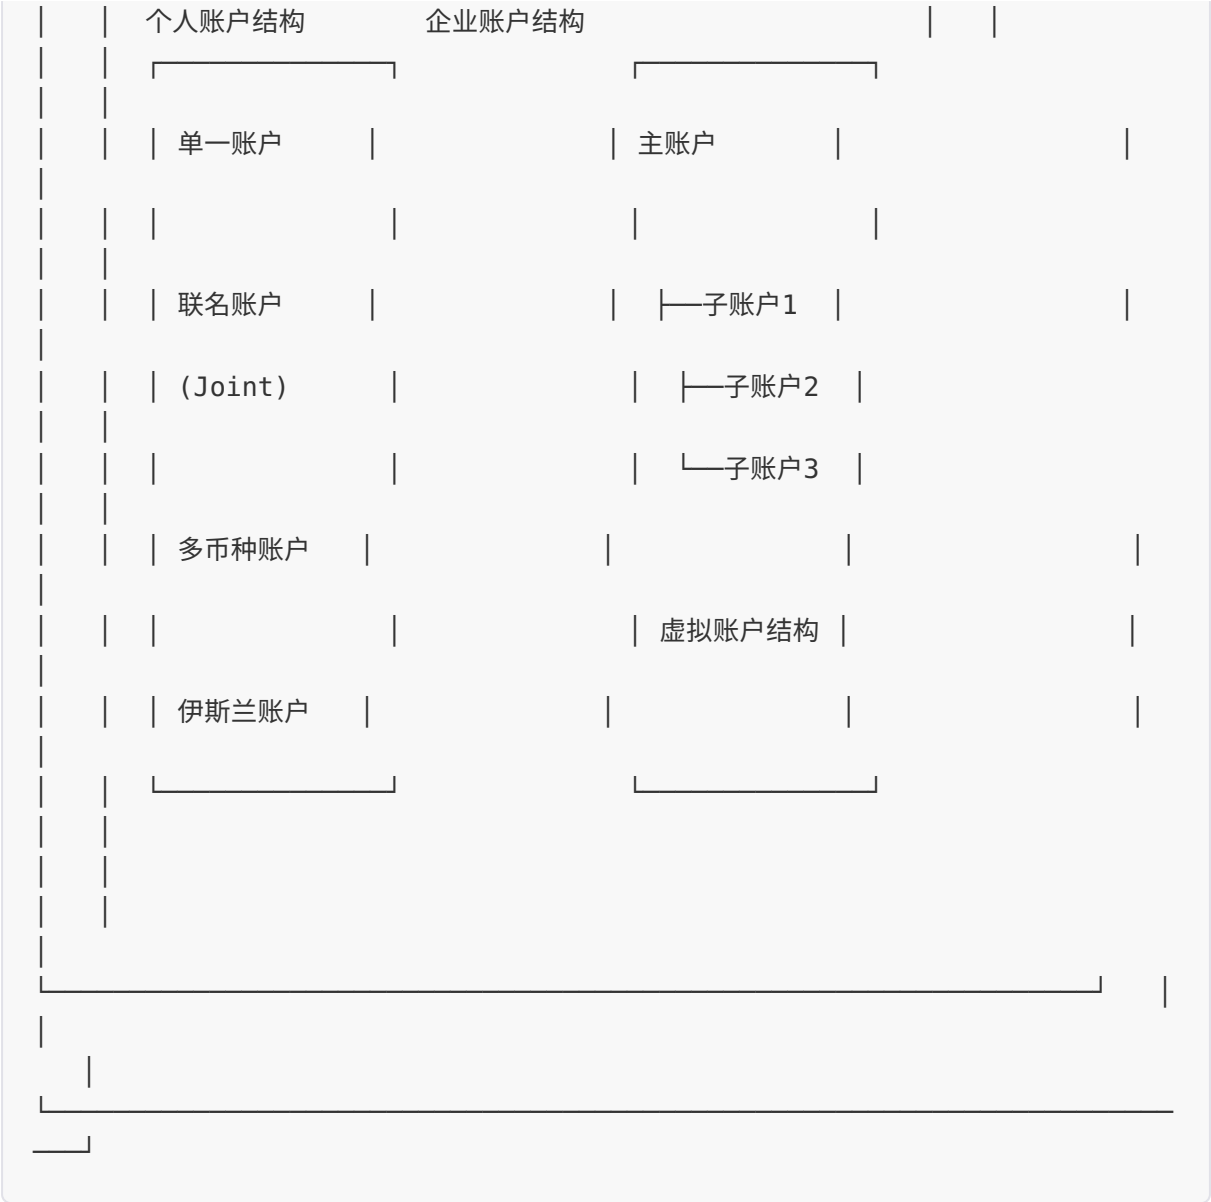 个人账户结构 企业账户结构
单一账户 主账户
联名账户 ├──子账户1
(Joint) ├──子账户2
└──子账户3
多币种账户
虚拟账户结构
伊斯兰账户